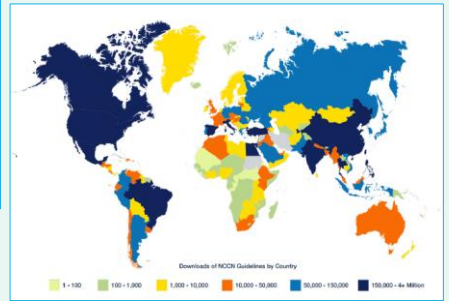 Downloads of NCCN Guidelines by Country
1 - 100
100 - 1,000
1,000 - 10,000
10,000 - 50,000
50,000 - 150,000
150,000 - 4+ Million